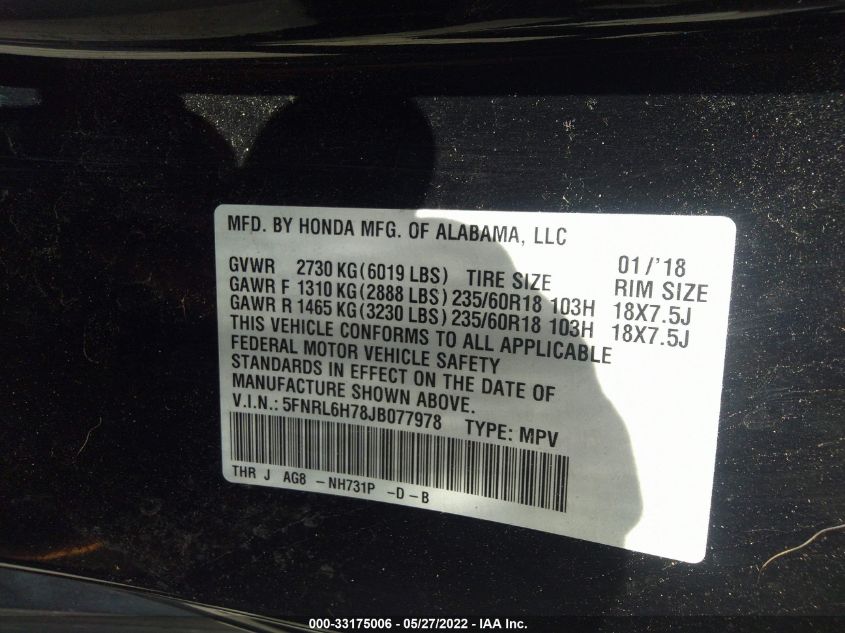 MFD. BY HONDA MFG. OF ALABAMA, LLC
01/'18
GVWR 2730 KG(6019 LBS) TIRE SIZE RIM SIZE
GAWR F 1310 KG(2888 LBS) 235/60R18 103H 18X7.5J
GAWR R 1465 KG(3230 LBS) 235/60R18 103H 18X7.5J
THIS VEHICLE CONFORMS TO ALL APPLICABLE
FEDERAL MOTOR VEHICLE SAFETY
STANDARDS IN EFFECT ON THE DATE OF
MANUFACTURE SHOWN ABOVE.
V.I.N.: 5FNRL6H78JB077978 TYPE: MPV
THR J AG8 -NH731P -D-B
000-33175006 - 05/27/2022 - IAA Inc.